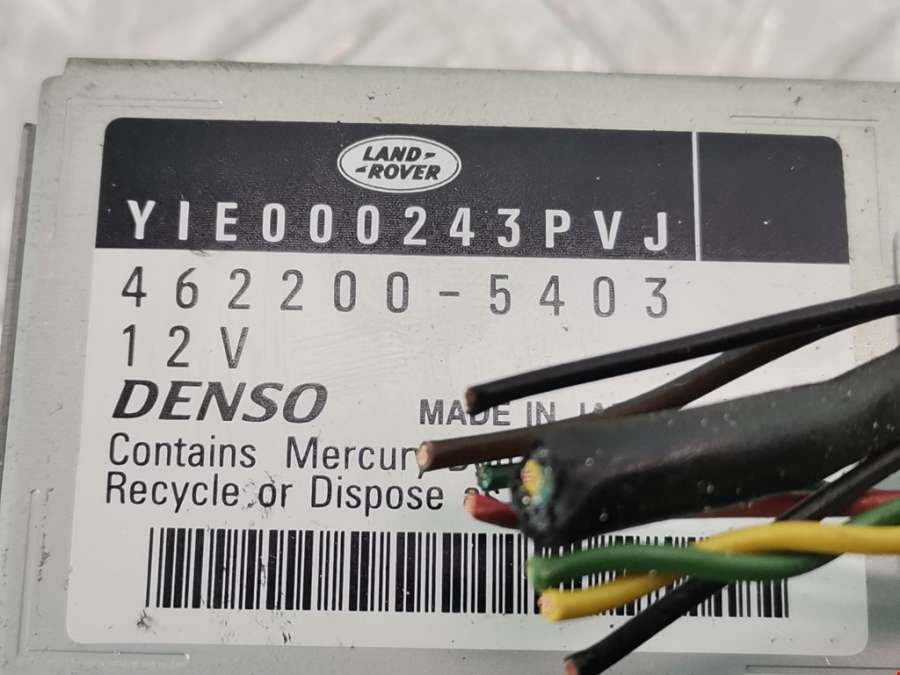 LAND-
-ROVER
YIE000243PVJ
462200-5403
12V
DENSO
MADE IN
Contains
Recycle or Dispose